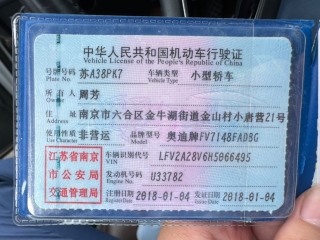 中华人民共和国机动车行驶证
Vehicle License of the People's Republic of China
号牌号码 苏A38PK7 车辆类型 小型轿车
Plate No. Vehicle Type
所有人 周芳
Owner
住址 南京市六合区金牛湖街道金山村小唐营21号
Address
使用性质 非营运 品牌型号 奥迪牌FV7148FADBG
Use Character Model
江苏省南京
市公安局
交通管理局
车辆识别代号 LFV2A28V6H5066495
VIN
发动机号码 U33782
Engine No.
注册日期 2018-01-04 发证日期 2018-01-04
Register Date Issue Date